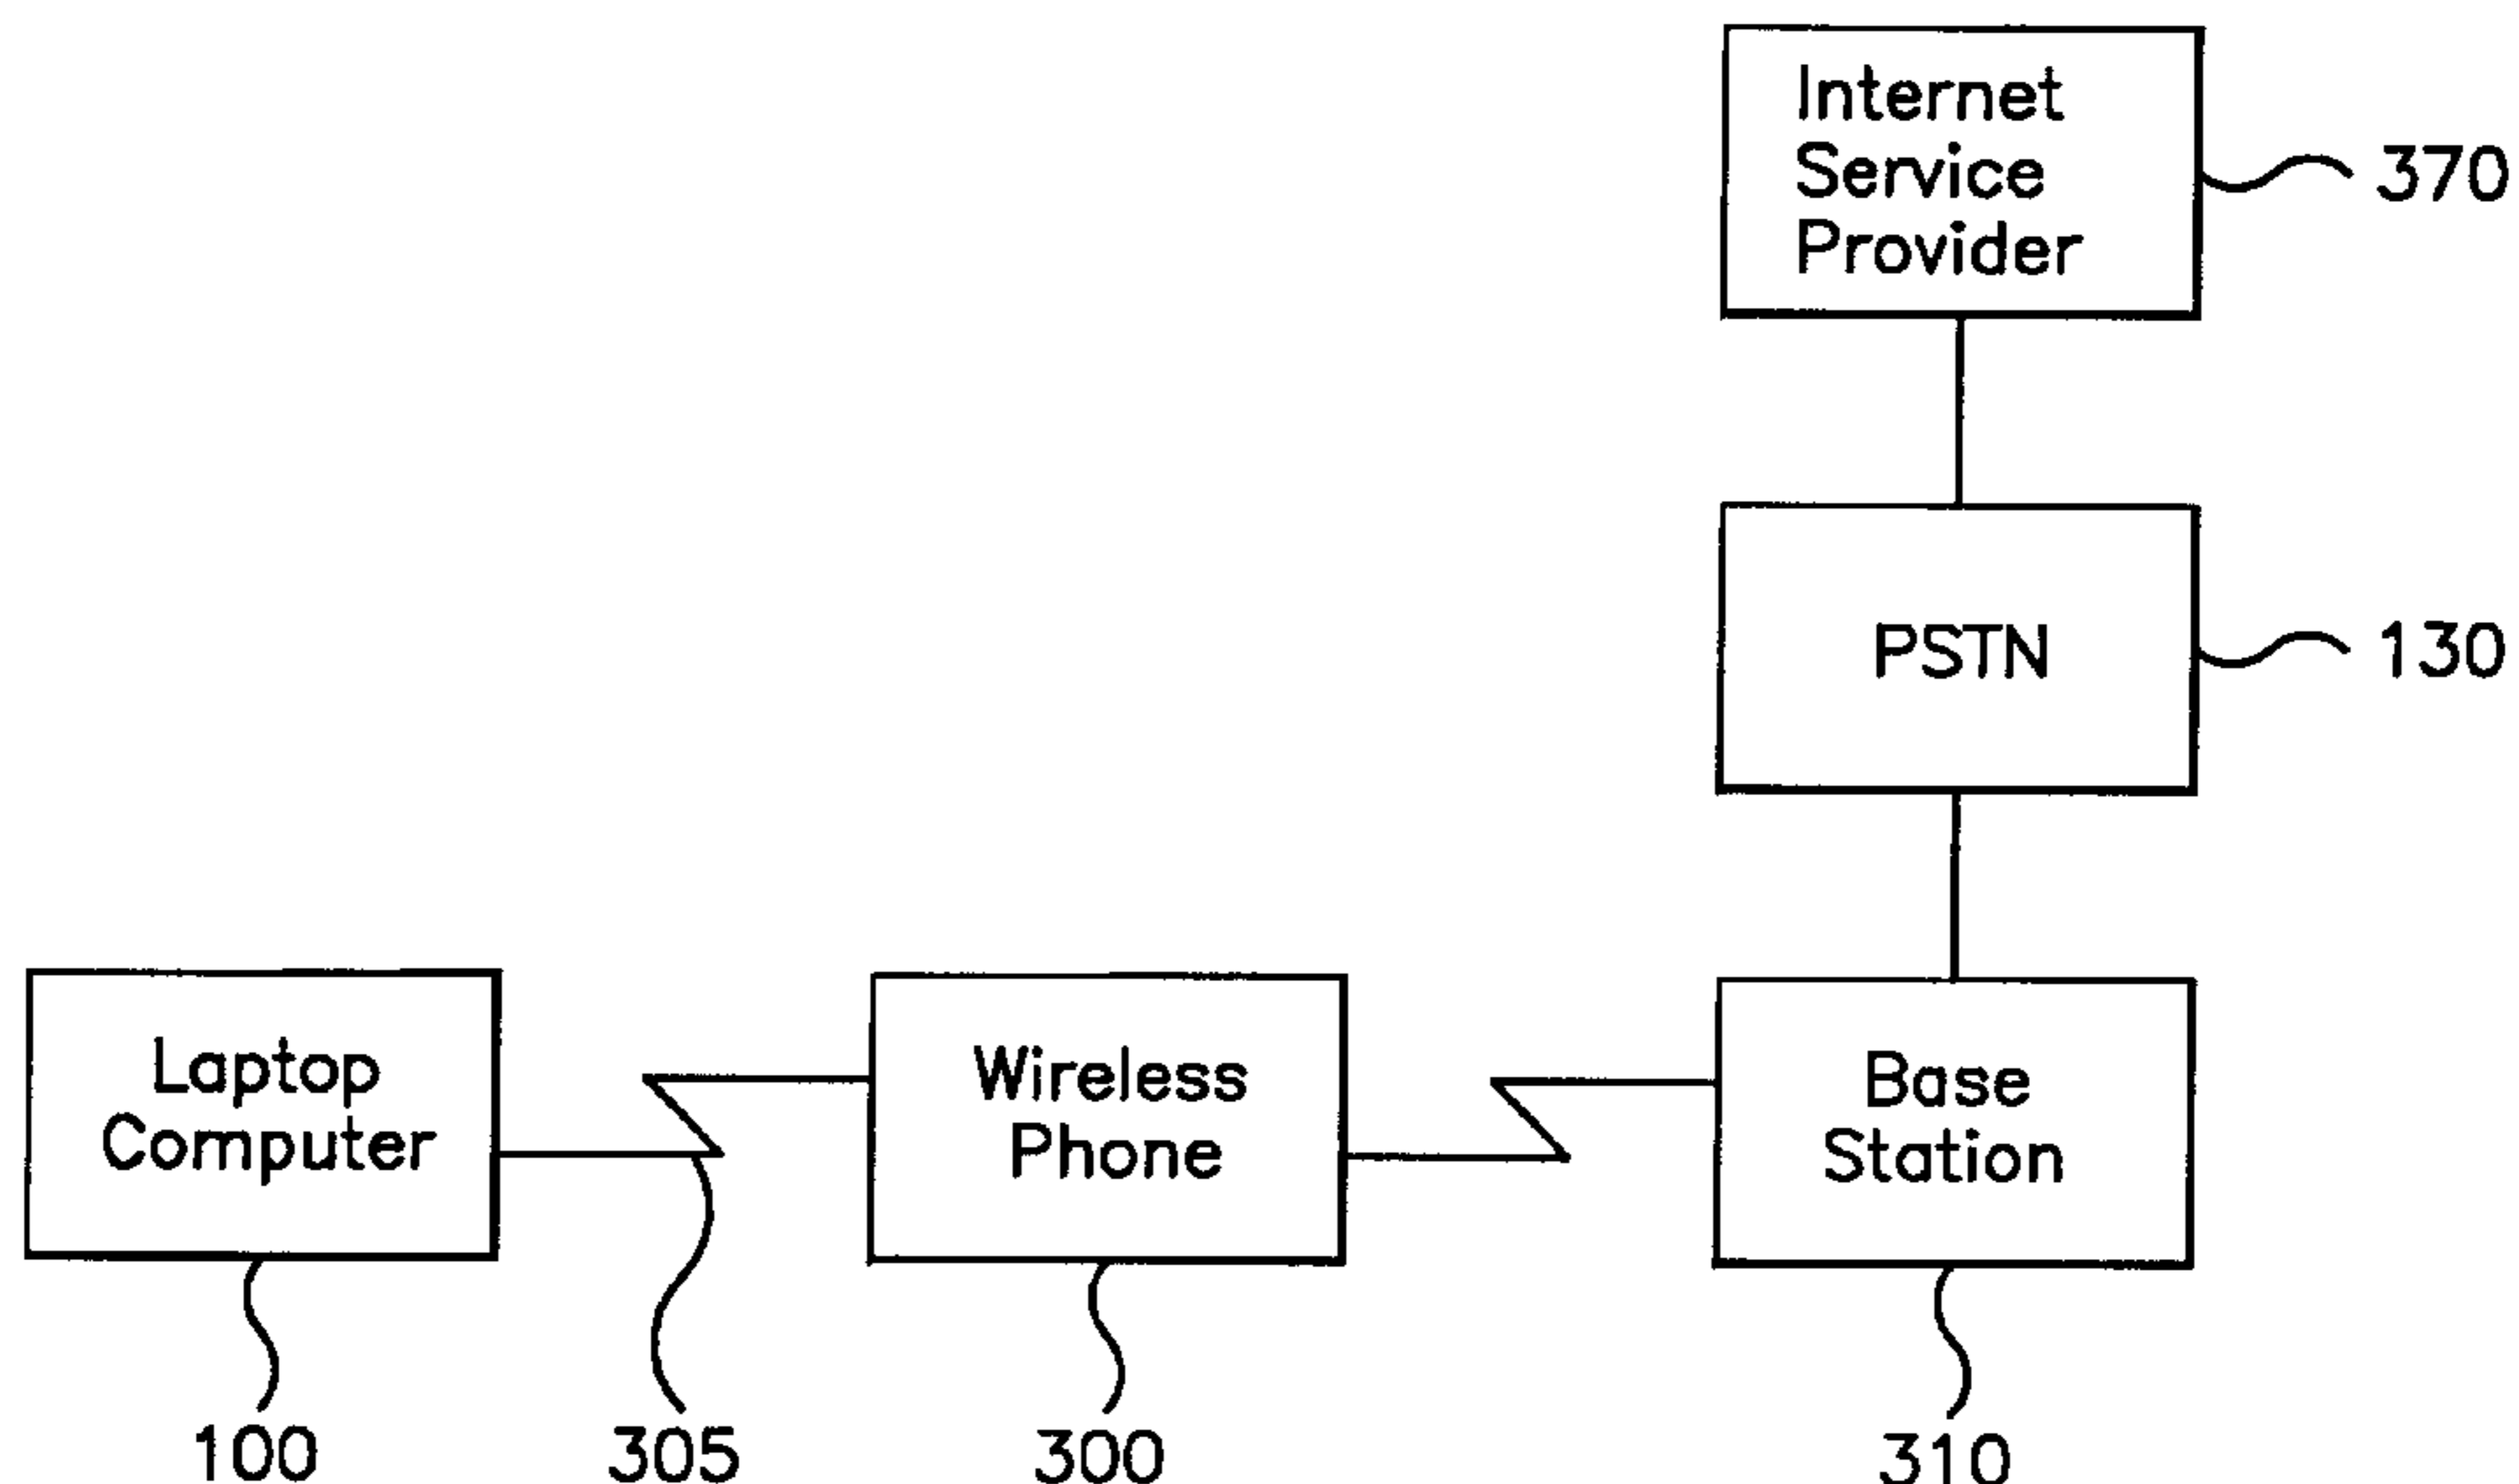 Internet
Service
Provider
370
PSTN
130
Laptop
Computer
Wireless
Phone
Base
Station
100
305
300
310